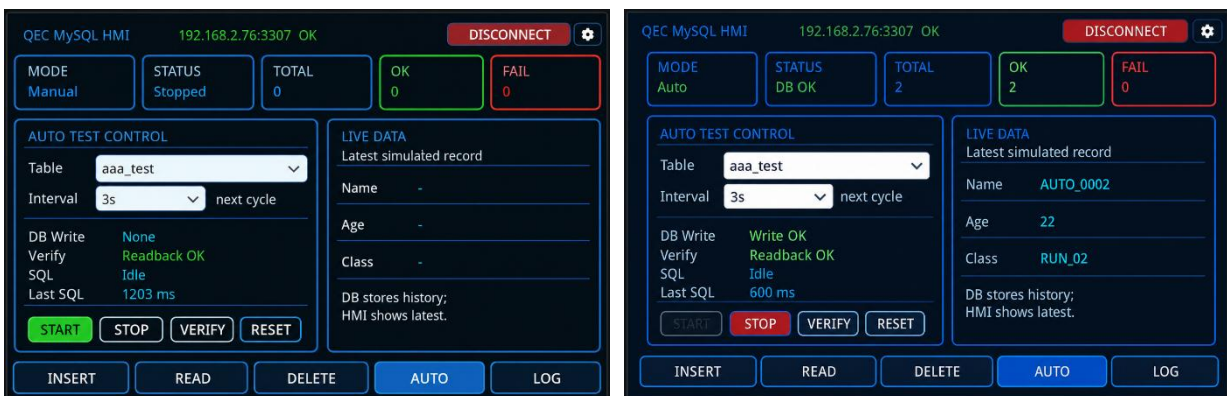 QEC MySQL HMI 192.168.2.76:3307 OK DISCONNECT
MODE STATUS TOTAL OK FAIL
Manual Stopped 0 0 0
AUTO TEST CONTROL
Table aaa_test
Interval 3s next cycle
DB Write None
Verify Readback OK
SQL Idle
Last SQL 1203 ms
START STOP VERIFY RESET
LIVE DATA
Latest simulated record
Name -
Age -
Class -
DB stores history;
HMI shows latest.
INSERT READ DELETE AUTO LOG
QEC MySQL HMI 192.168.2.76:3307 OK DISCONNECT
MODE STATUS TOTAL OK FAIL
Auto DB OK 2 2 0
AUTO TEST CONTROL
Table aaa_test
Interval 3s next cycle
DB Write Write OK
Verify Readback OK
SQL Idle
Last SQL 600 ms
START STOP VERIFY RESET
LIVE DATA
Latest simulated record
Name AUTO_0002
Age 22
Class RUN_02
DB stores history;
HMI shows latest.
INSERT READ DELETE AUTO LOG